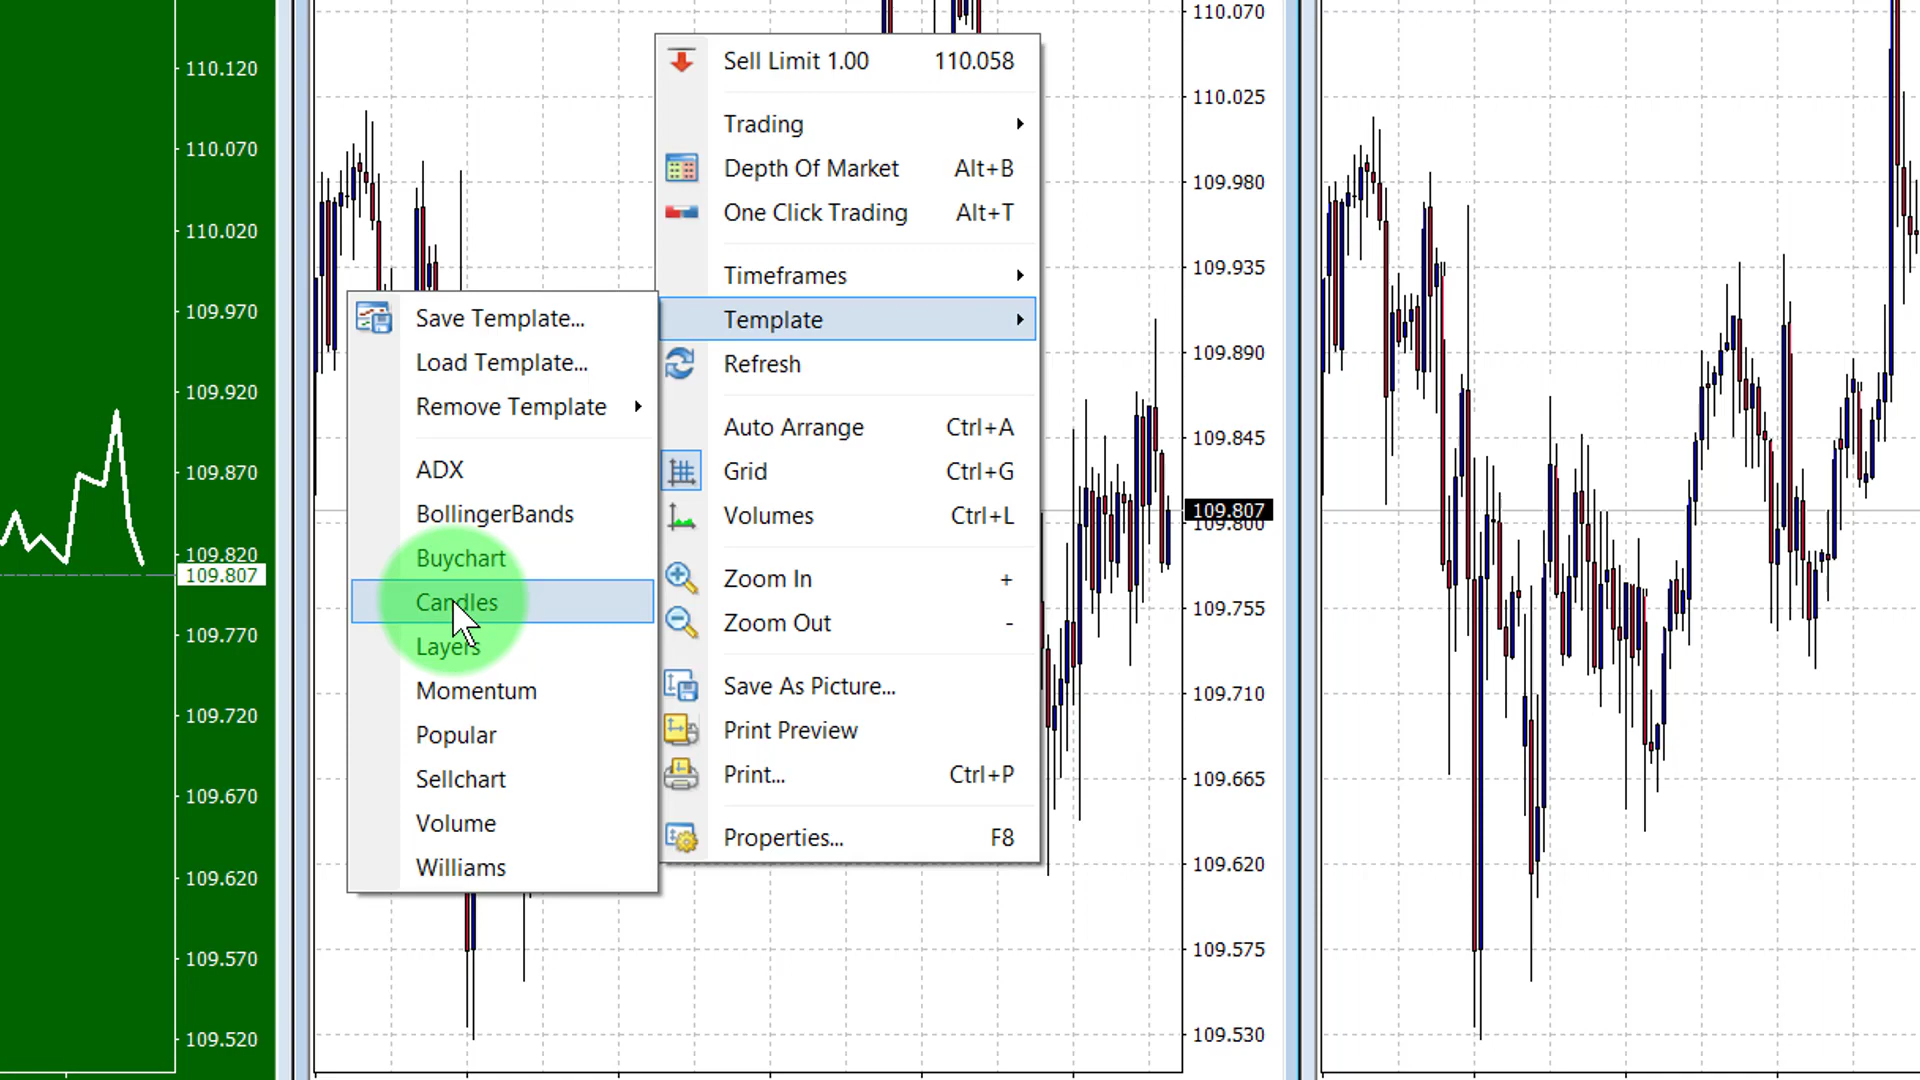 110.120
110.070
110.020
109.970
109.920
109.870
109.820
109.807
109.770
109.720
109.670
109.620
109.570
109.520
Save Template...
Load Template...
Remove Template
ADX
BollingerBands
Buychart
Candles
Layers
Momentum
Popular
Sellchart
Volume
Williams
Sell Limit 1.00 110.058
Trading
Depth Of Market Alt+B
One Click Trading Alt+T
Timeframes
Template
Refresh
Auto Arrange Ctrl+A
Grid Ctrl+G
Volumes Ctrl+L
Zoom In +
Zoom Out -
Save As Picture...
Print Preview
Print... Ctrl+P
Properties... F8
110.070
110.025
109.980
109.935
109.890
109.845
109.807
109.800
109.755
109.710
109.665
109.620
109.575
109.530